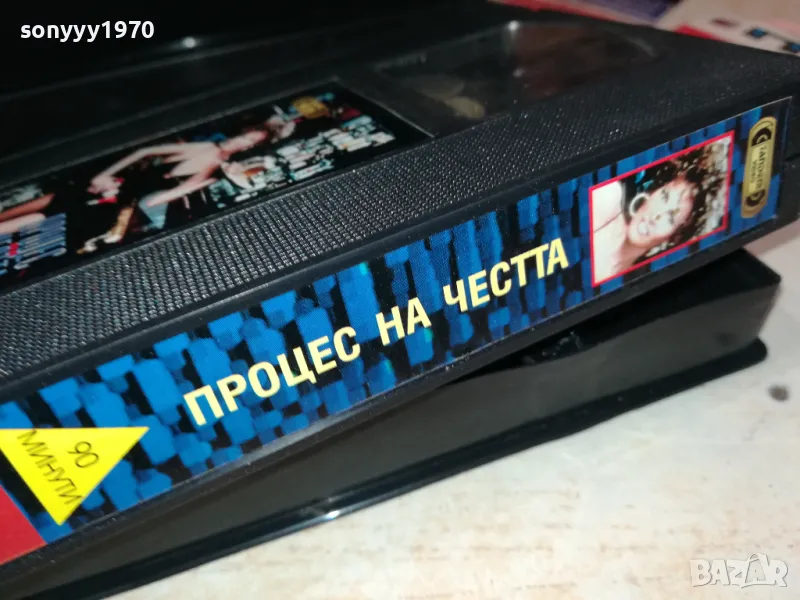 sonyyy1970
ПРОЦЕС НА ЧЕСТТА
90
МИНУТИ
BAZAR